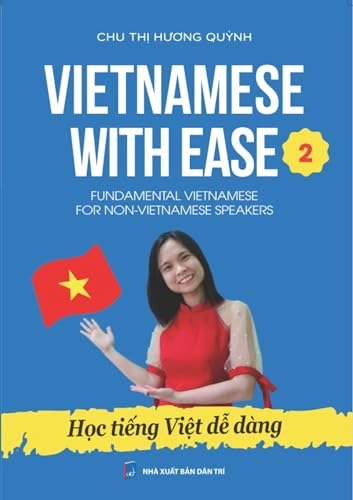 CHU THỊ HƯƠNG QUỲNH
VIETNAMESE
WITH EASE
2
FUNDAMENTAL VIETNAMESE
FOR NON-VIETNAMESE SPEAKERS
Học tiếng Việt dễ dàng
NHÀ XUẤT BẢN DÂN TRÍ